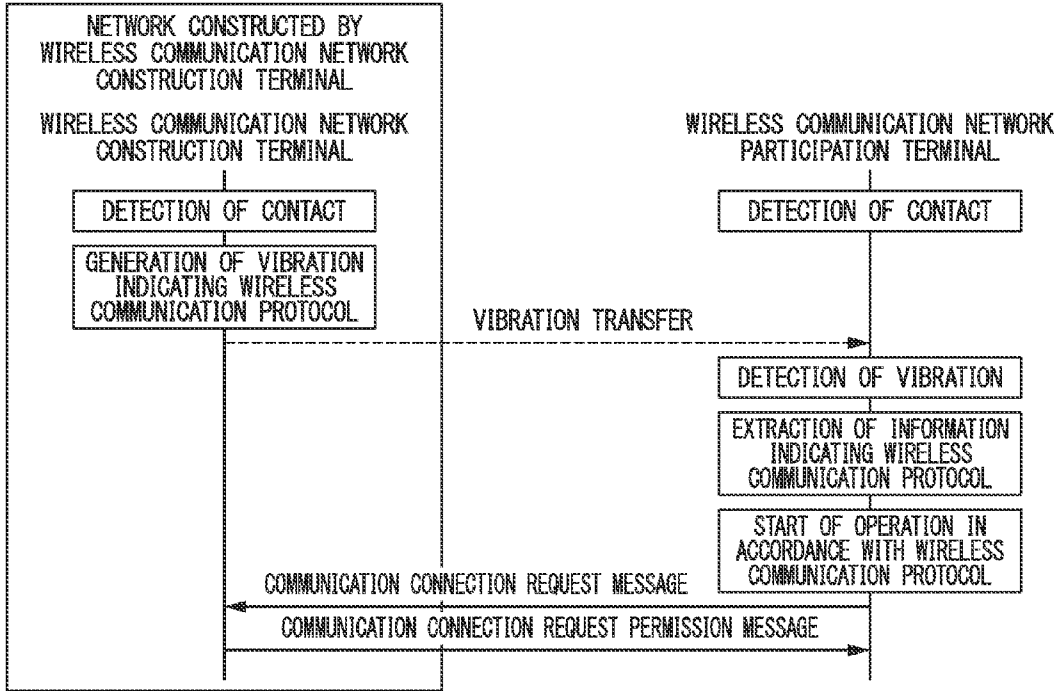 NETWORK CONSTRUCTED BY
WIRELESS COMMUNICATION NETWORK
CONSTRUCTION TERMINAL
WIRELESS COMMUNICATION NETWORK
CONSTRUCTION TERMINAL
WIRELESS COMMUNICATION NETWORK
PARTICIPATION TERMINAL
DETECTION OF CONTACT
DETECTION OF CONTACT
GENERATION OF VIBRATION
INDICATING WIRELESS
COMMUNICATION PROTOCOL
VIBRATION TRANSFER
DETECTION OF VIBRATION
EXTRACTION OF INFORMATION
INDICATING WIRELESS
COMMUNICATION PROTOCOL
START OF OPERATION IN
ACCORDANCE WITH WIRELESS
COMMUNICATION PROTOCOL
COMMUNICATION CONNECTION REQUEST MESSAGE
COMMUNICATION CONNECTION REQUEST PERMISSION MESSAGE